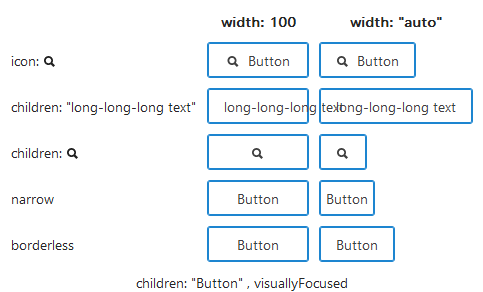 width: 100 width: "auto"
icon: Button Button
children: "long-long-long text" long-long-long text long-long-long text
children:
narrow Button Button
borderless Button Button
children: "Button" , visuallyFocused